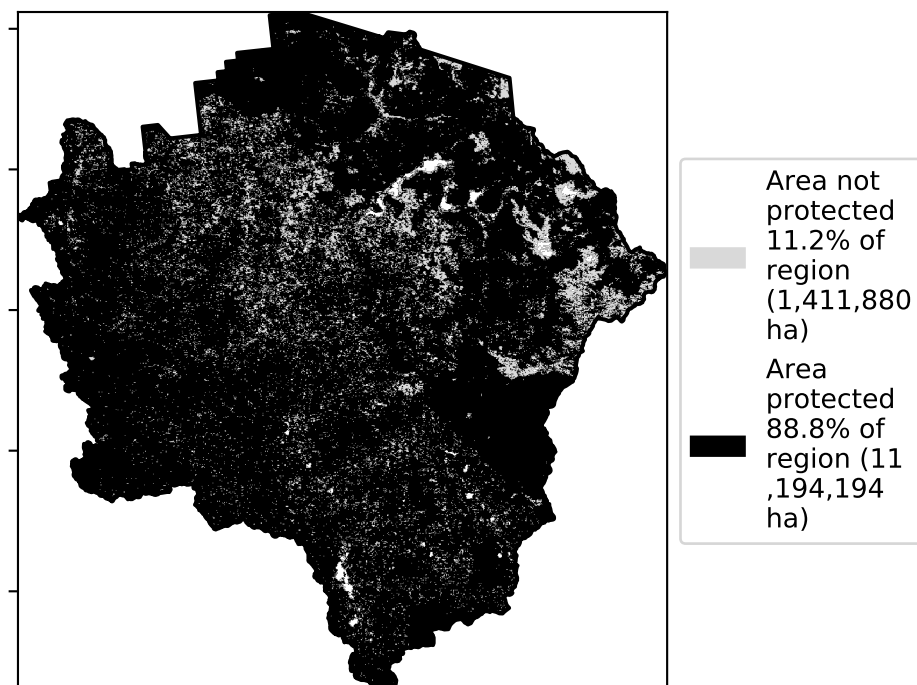 Area not
protected
11.2% of
region
(1,411,880
ha)
Area
protected
88.8% of
region (11
,194,194
ha)